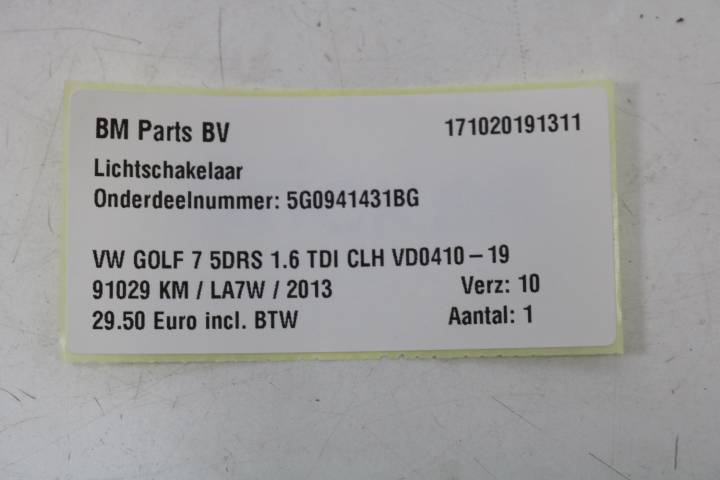 BM Parts BV 171020191311
Lichtschakelaar
Onderdeelnummer: 5G0941431BG
VW GOLF 7 5DRS 1.6 TDI CLH VD0410 – 19
91029 KM / LA7W / 2013 Verz: 10
29.50 Euro incl. BTW Aantal: 1